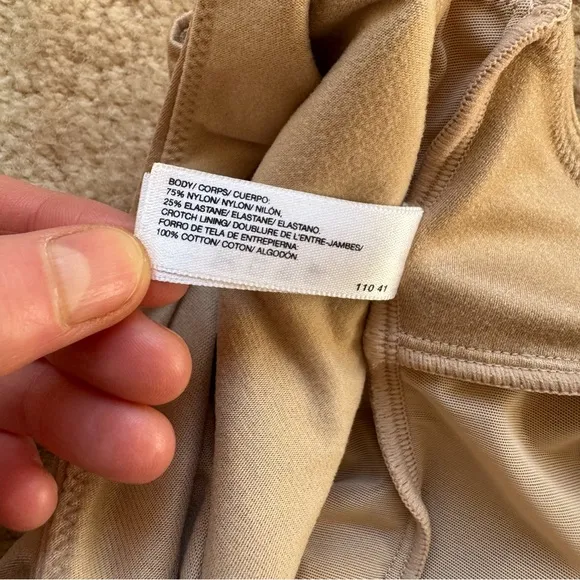 BODY/ CORPS/ CUERPO:
75% NYLON/ NYLON/ NILÓN,
25% ELASTANE/ ELASTANE/ ELASTANO.
CROTCH LINING/ DOUBLURE DE L'ENTRE-JAMBES/
FORRO DE TELA DE ENTREPIERNA:
100% COTTON/ COTON/ ALGODÓN
110 41